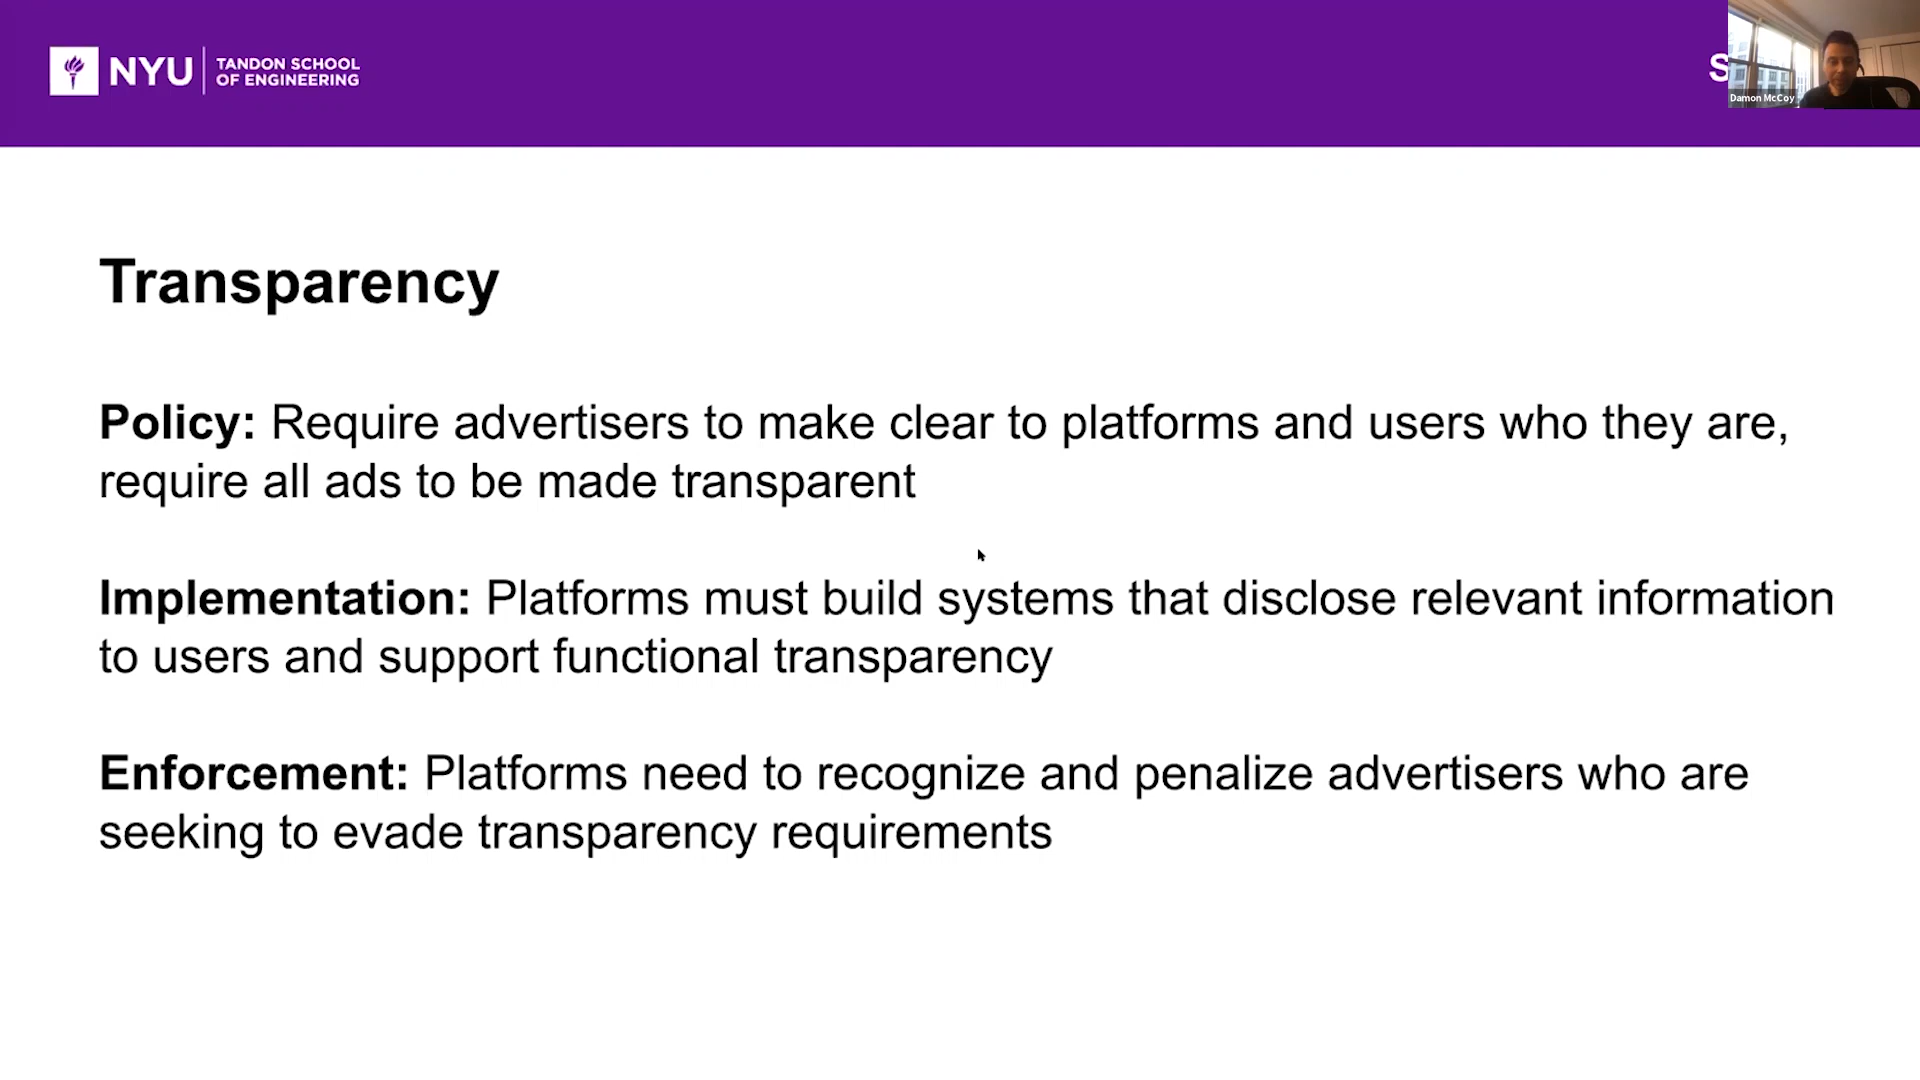 NYU
TANDON SCHOOL
OF ENGINEERING
S
Damon McCoy
Transparency
Policy: Require advertisers to make clear to platforms and users who they are,
require all ads to be made transparent
Implementation: Platforms must build systems that disclose relevant information
to users and support functional transparency
Enforcement: Platforms need to recognize and penalize advertisers who are
seeking to evade transparency requirements